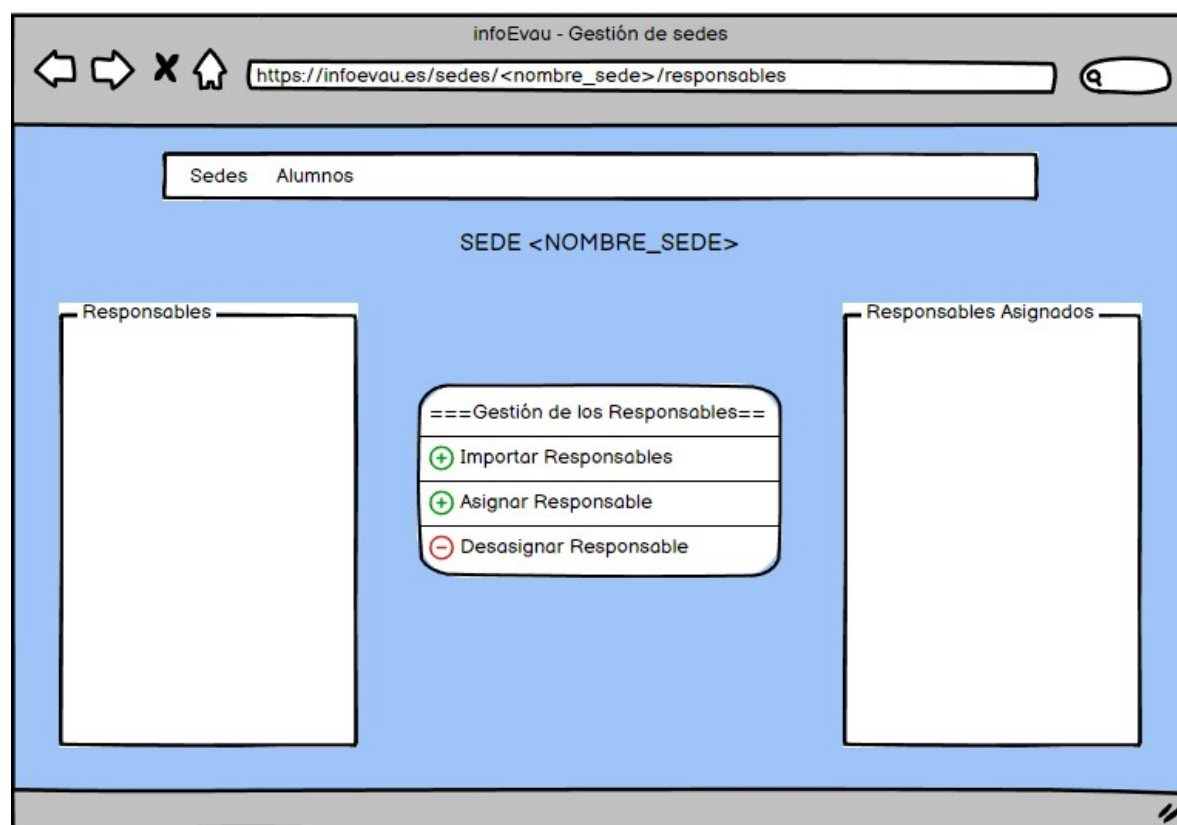 infoEvau - Gestión de sedes
https://infoevau.es/sedes/<nombre_sede>/responsables
Sedes Alumnos
SEDE <NOMBRE_SEDE>
Responsables
Responsables Asignados
===Gestión de los Responsables==
Importar Responsables
Asignar Responsable
Desasignar Responsable